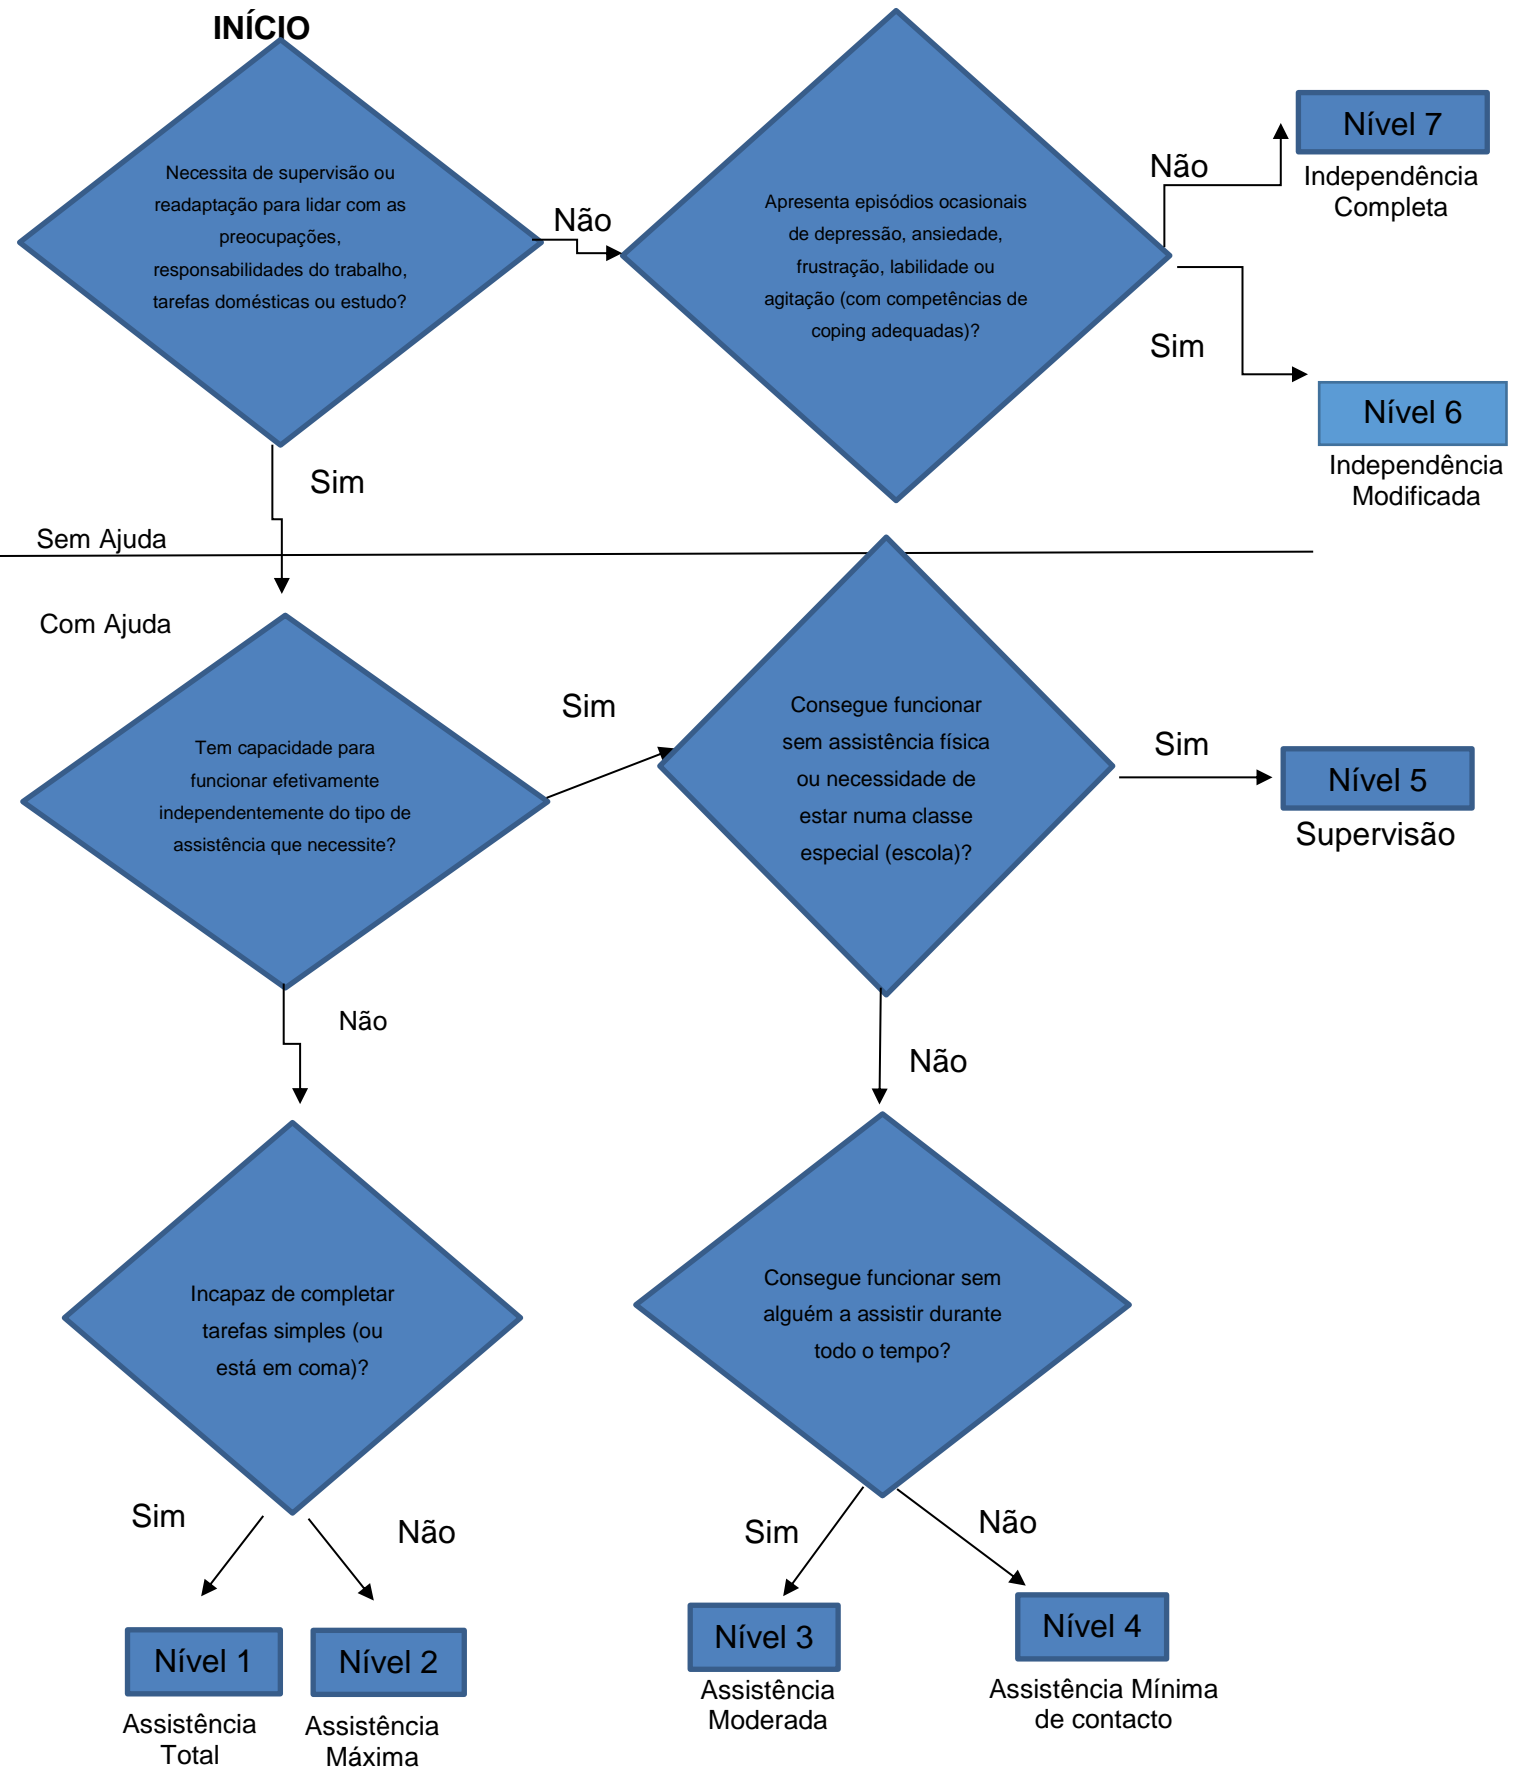 INÍCIO
Necessita de supervisão ou
readaptação para lidar com as
preocupações,
responsabilidades do trabalho,
tarefas domésticas ou estudo?
Não
Apresenta episódios ocasionais
de depressão, ansiedade,
frustração, labilidade ou
agitação (com competências de
coping adequadas)?
Não
Nível 7
Independência
Completa
Sim
Nível 6
Independência
Modificada
Sim
Sem Ajuda
Com Ajuda
Tem capacidade para
funcionar efetivamente
independentemente do tipo de
assistência que necessite?
Sim
Consegue funcionar
sem assistência física
ou necessidade de
estar numa classe
especial (escola)?
Sim
Nível 5
Supervisão
Não
Não
Incapaz de completar
tarefas simples (ou
está em coma)?
Consegue funcionar sem
alguém a assistir durante
todo o tempo?
Sim
Não
Sim
Não
Nível 1
Assistência
Total
Nível 2
Assistência
Máxima
Nível 3
Assistência
Moderada
Nível 4
Assistência Mínima
de contacto